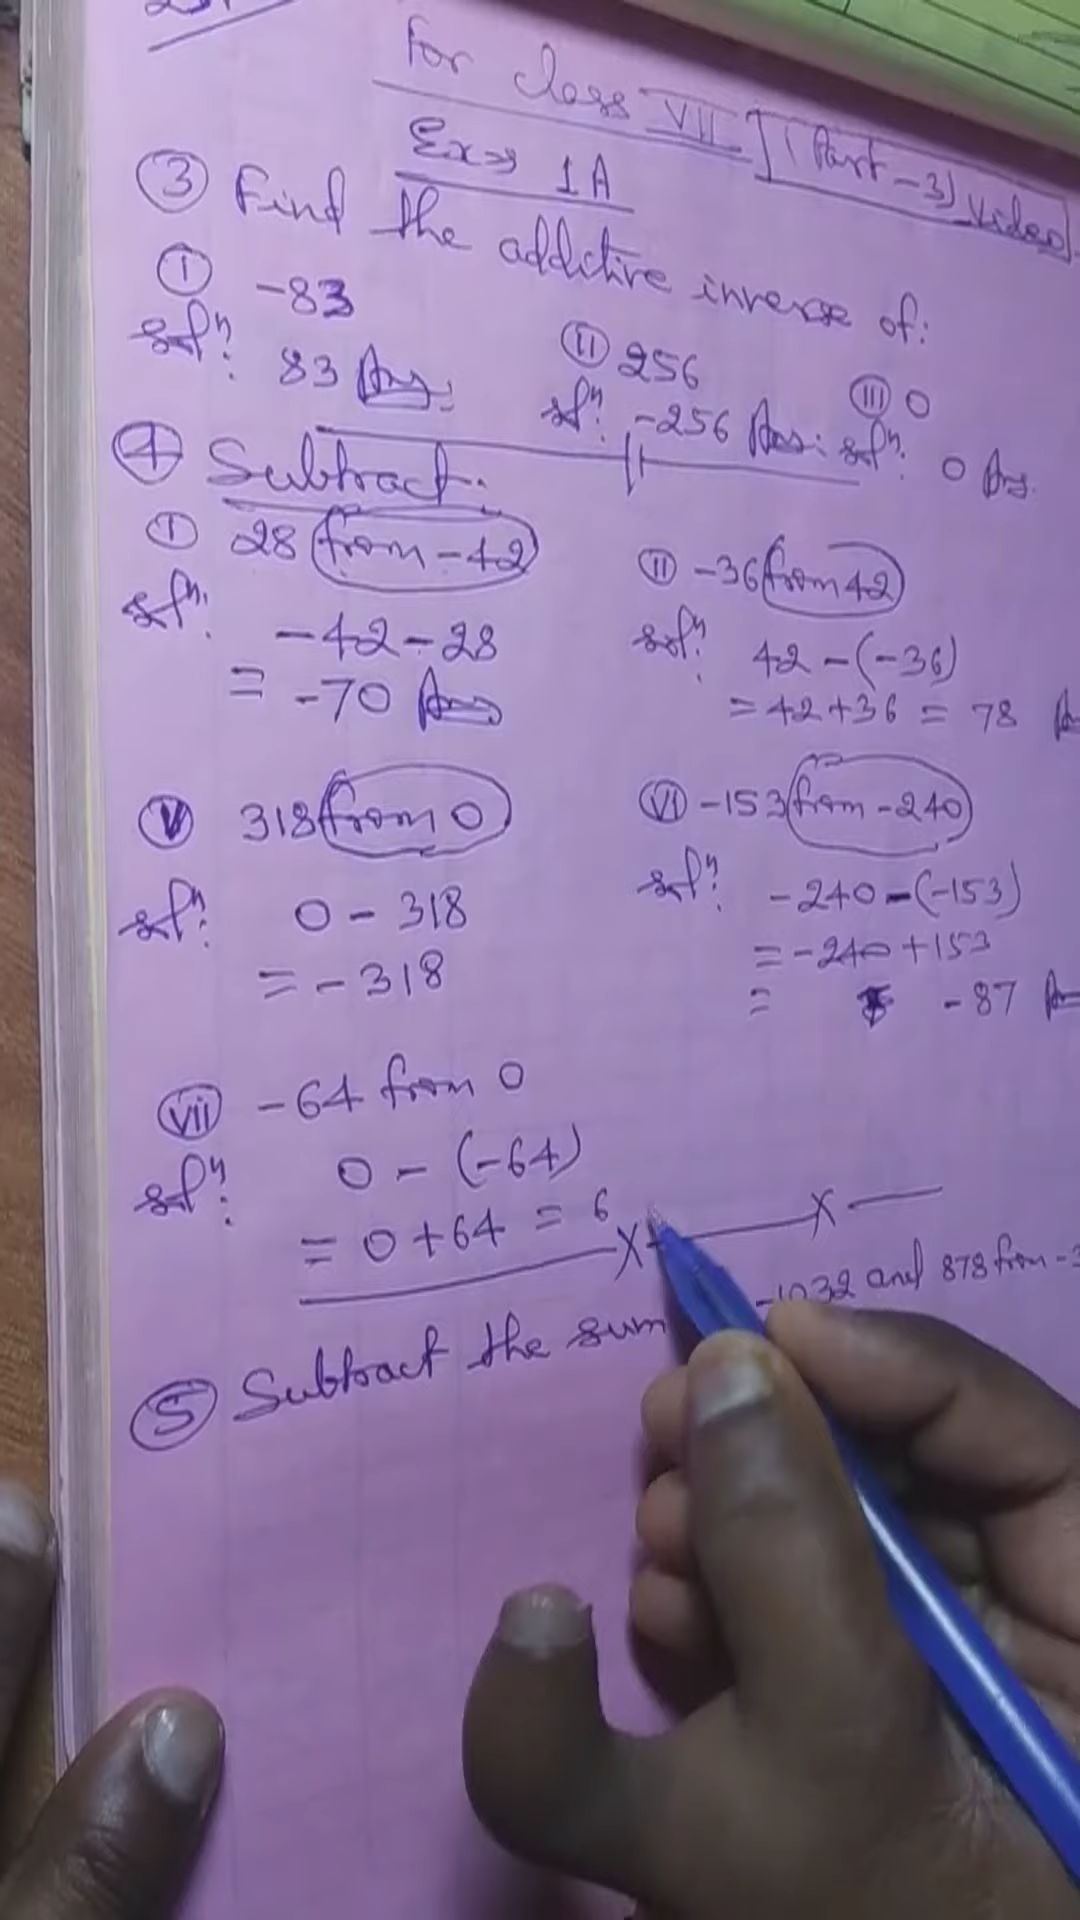 For class VII ] (Part-3) Video]
Ex→ 1A
③ Find the additive inverse of:
(I) -83
solⁿ: 83 Ans:
(II) 256
solⁿ: -256 Ans:
(III) 0
solⁿ: 0 Ans.
④ Subtract:
(I) 28 from -42
solⁿ: -42-28
= -70 Ans
(II) -36 from 42
solⁿ: 42-(-36)
= 42+36 = 78
(V) 318 from 0
solⁿ: 0 - 318
= -318
(VI) -153 from -240
solⁿ: -240-(-153)
= -240+153
= -87
(vii) -64 from 0
solⁿ: 0 - (-64)
= 0+64 = 6
X X
⑤ Subtract the sum -1032 and 878 from -3